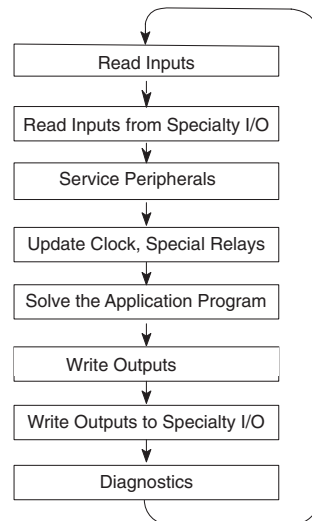 Read Inputs
Read Inputs from Specialty I/O
Service Peripherals
Update Clock, Special Relays
Solve the Application Program
Write Outputs
Write Outputs to Specialty I/O
Diagnostics